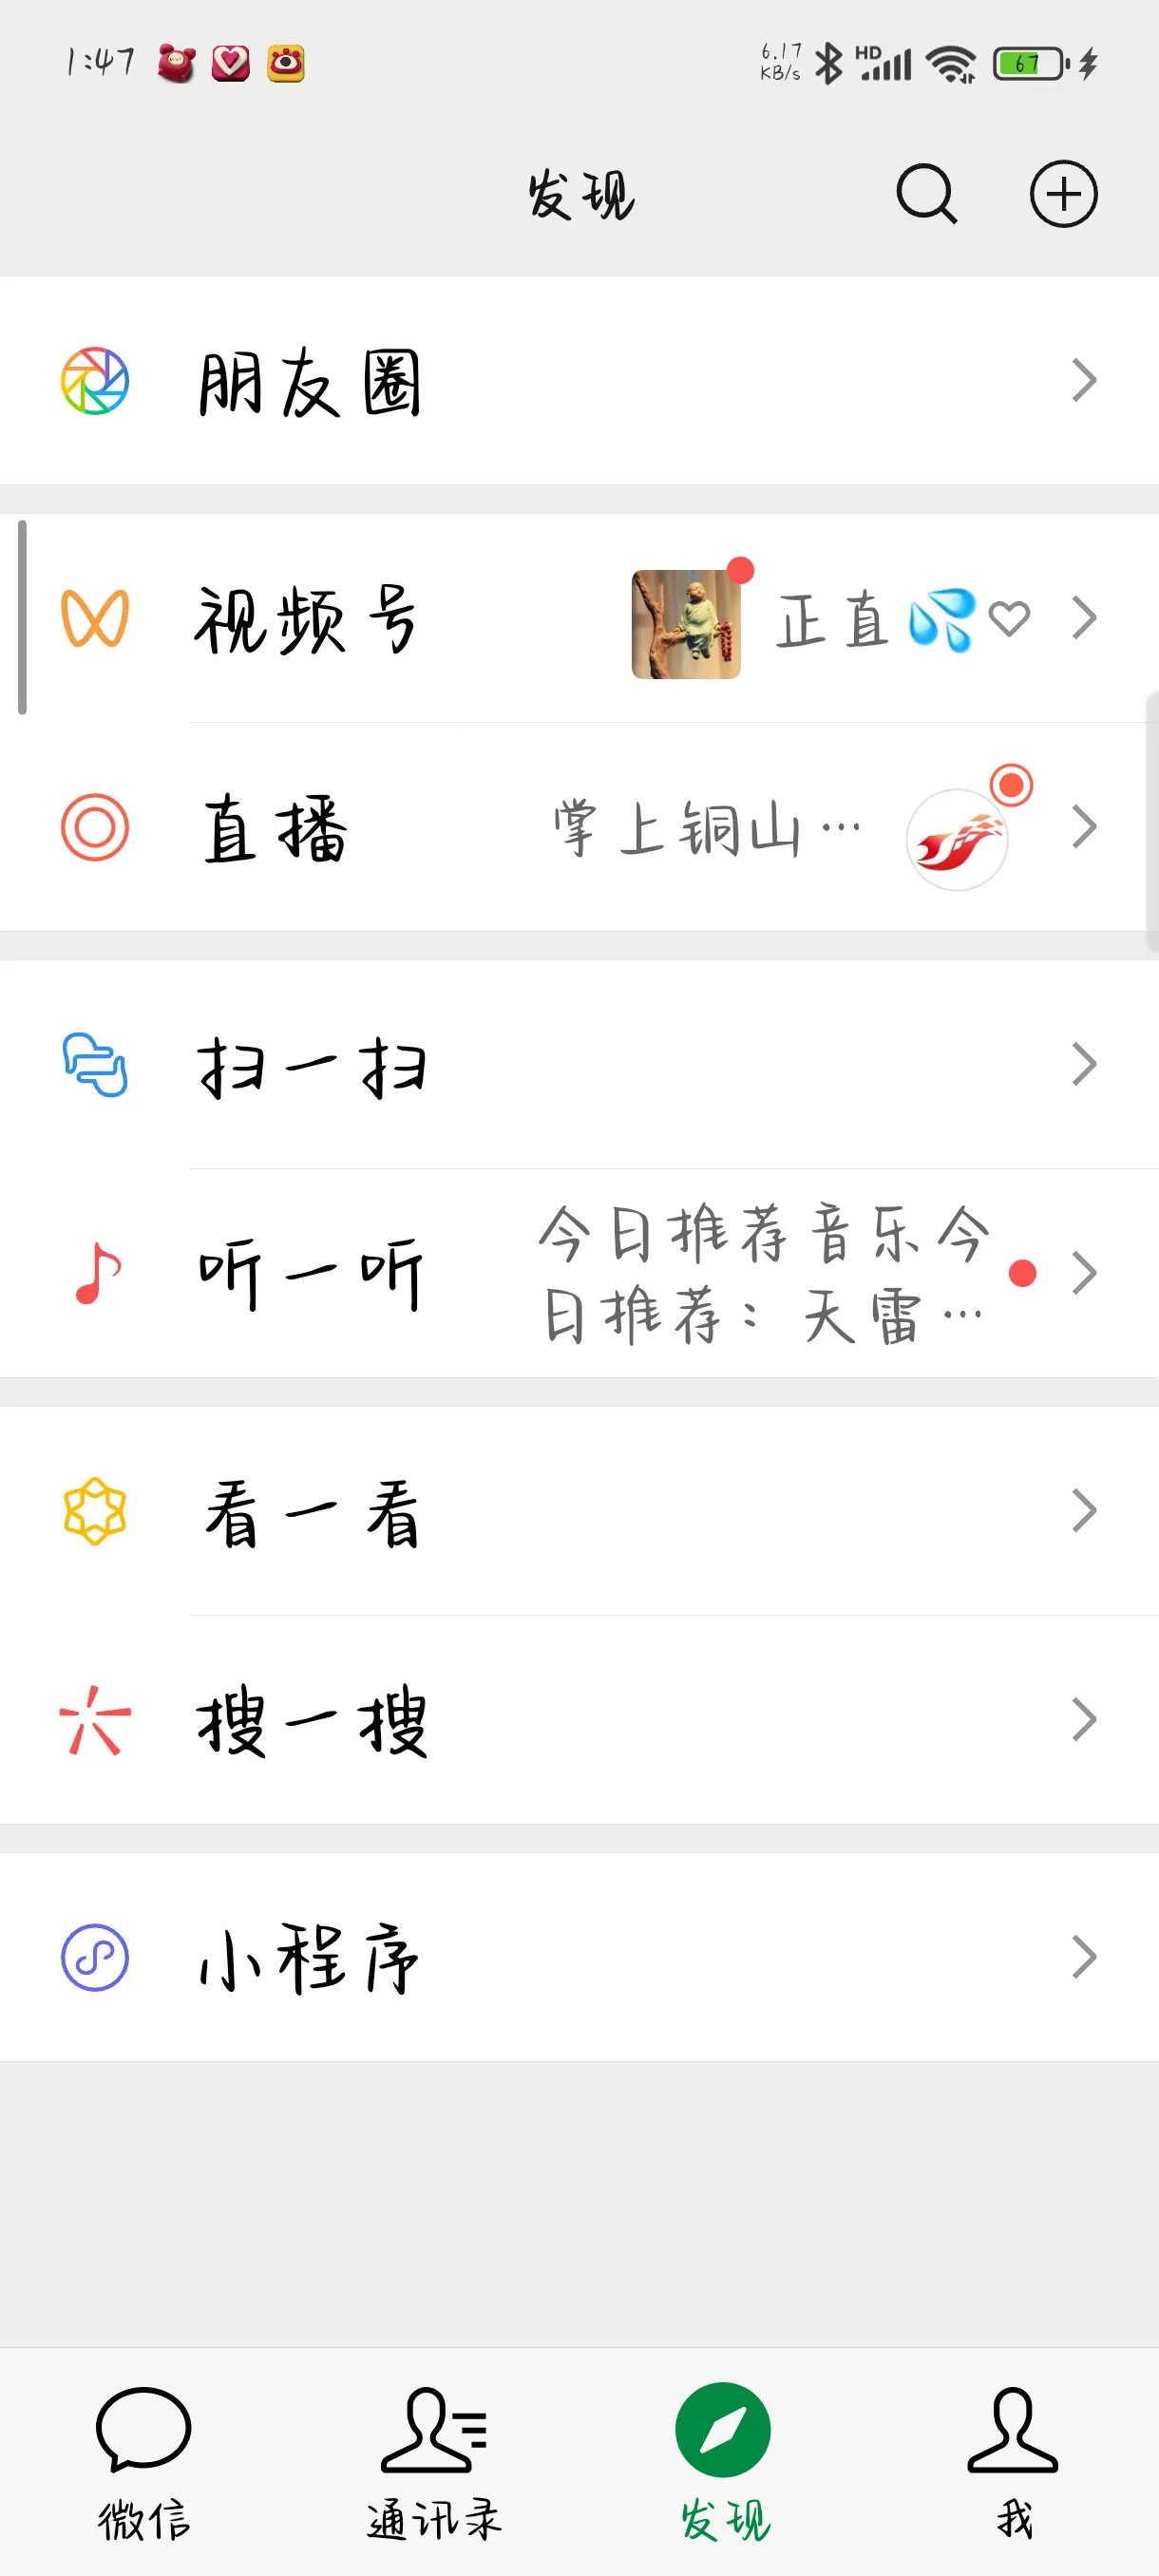 1:47
6.17
KB/s
HD
67
发现
朋友圈
视频号
正直💦♡
直播
掌上铜山…
扫一扫
听一听
今日推荐音乐今
日推荐：天雷…
看一看
搜一搜
小程序
微信
通讯录
发现
我